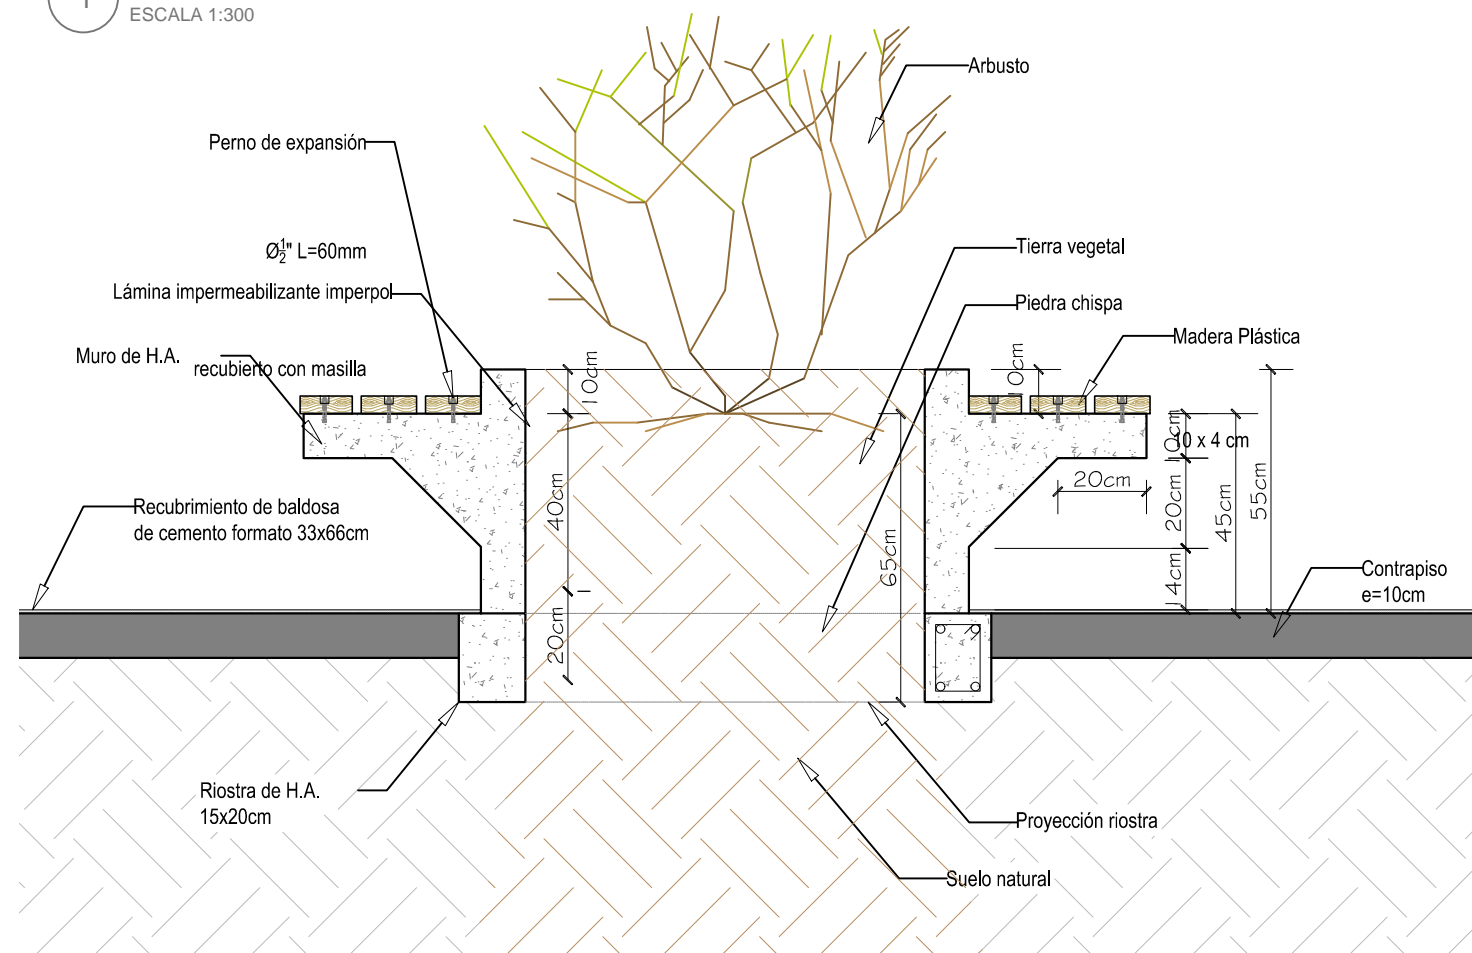 1
ESCALA 1:300
Arbusto
Perno de expansión
Ø1/2" L=60mm
Tierra vegetal
Lámina impermeabilizante imperpol
Piedra chispa
Madera Plástica
Muro de H.A.
recubierto con masilla
10cm
10cm
10cm
10 x 4 cm
20cm
40cm
20cm
45cm
55cm
65cm
14cm
20cm
Recubrimiento de baldosa
de cemento formato 33x66cm
Contrapiso
e=10cm
Riostra de H.A.
15x20cm
Proyección riostra
Suelo natural